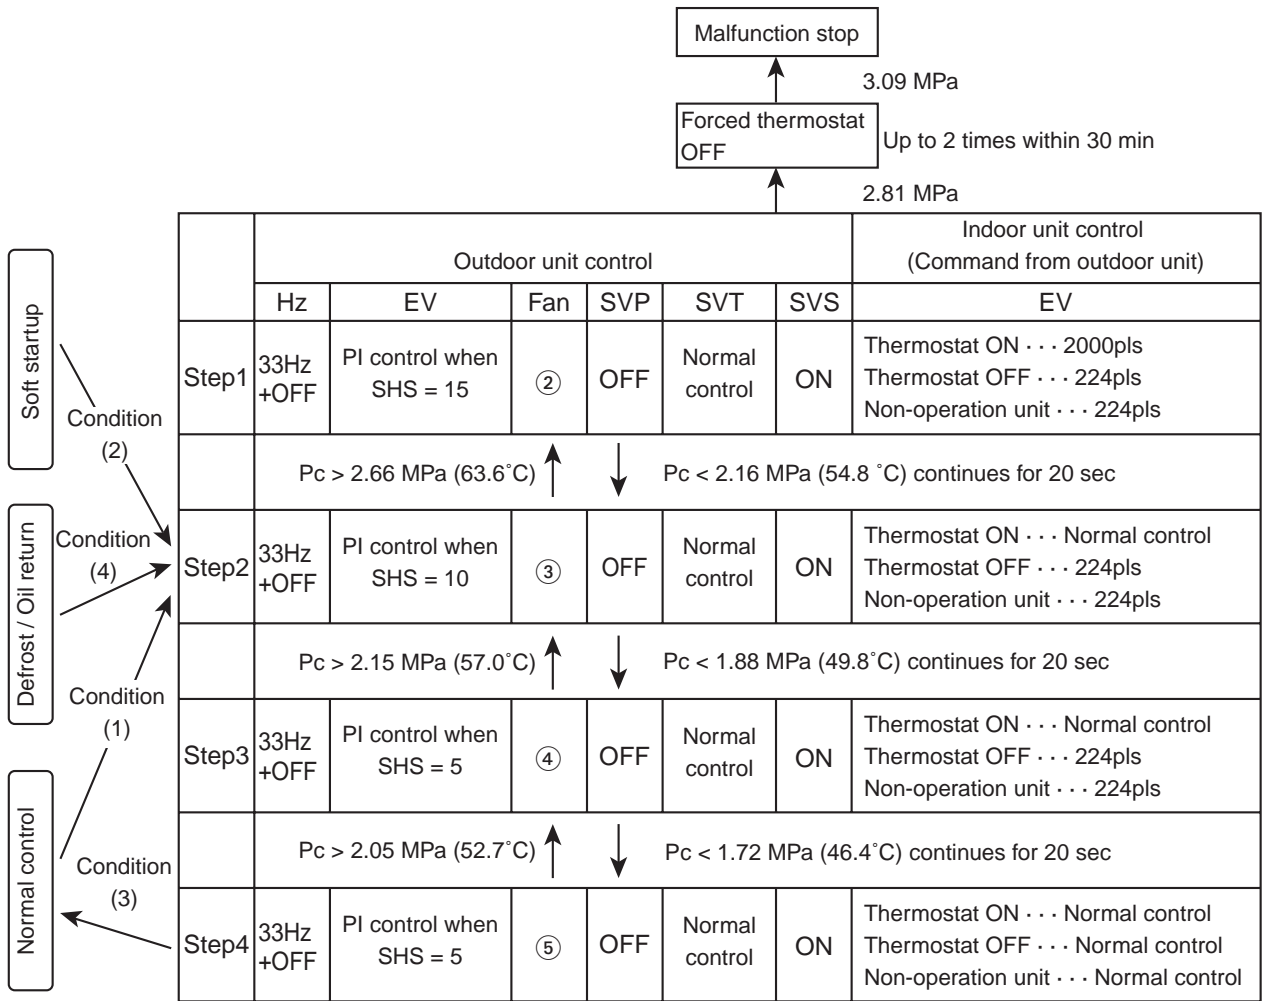 Malfunction stop
3.09 MPa
Forced thermostat
OFF
Up to 2 times within 30 min
2.81 MPa
Outdoor unit control
Indoor unit control
(Command from outdoor unit)
Hz
EV
Fan
SVP
SVT
SVS
EV
Soft startup
Condition
(2)
Step1
33Hz
+OFF
PI control when
SHS = 15
②
OFF
Normal
control
ON
Thermostat ON · · · 2000pls
Thermostat OFF · · · 224pls
Non-operation unit · · · 224pls
Pc > 2.66 MPa (63.6˚C)
Pc < 2.16 MPa (54.8 ˚C) continues for 20 sec
Defrost / Oil return
Condition
(4)
Step2
33Hz
+OFF
PI control when
SHS = 10
③
OFF
Normal
control
ON
Thermostat ON · · · Normal control
Thermostat OFF · · · 224pls
Non-operation unit · · · 224pls
Pc > 2.15 MPa (57.0˚C)
Pc < 1.88 MPa (49.8˚C) continues for 20 sec
Condition
(1)
Step3
33Hz
+OFF
PI control when
SHS = 5
④
OFF
Normal
control
ON
Thermostat ON · · · Normal control
Thermostat OFF · · · 224pls
Non-operation unit · · · 224pls
Pc > 2.05 MPa (52.7˚C)
Pc < 1.72 MPa (46.4˚C) continues for 20 sec
Normal control
Condition
(3)
Step4
33Hz
+OFF
PI control when
SHS = 5
⑤
OFF
Normal
control
ON
Thermostat ON · · · Normal control
Thermostat OFF · · · Normal control
Non-operation unit · · · Normal control